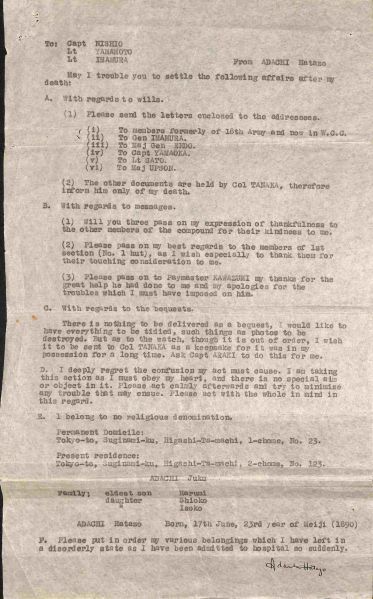 To: Capt NISHIO
Lt YAMAMOTO
Lt IMAMURA From ADACHI Hatazo
May I trouble you to settle the following affairs after my
death:
A. With regards to wills.
(1) Please send the letters enclosed to the addressees.
(i) To members formerly of 18th Army and now in W.C.C.
(ii) To Gen IMAMURA.
(iii) To Maj Gen ENDO.
(iv) To Capt YAMAOKA.
(v) To Lt SATO.
(vi) To Maj UPSON.
(2) The other documents are held by Col TANAKA, therefore
inform him only of my death.
B. With regards to messages.
(1) Will you three pass on my expression of thankfulness to
the other members of the compound for their kindness to me.
(2) Please pass on my best regards to the members of 1st
section (No. 1 hut), as I wish especially to thank them for
their touching consideration to me.
(3) Please pass on to Paymaster KAWAZUKI my thanks for the
great help he had done to me and my apologies for the
troubles which I must have imposed on him.
C. With regards to the bequests.
There is nothing to be delivered as a bequest, I would like to
have everything to be tidied, such things as photos to be
destroyed. But as to the watch, though it is out of order, I wish
it to be sent to Col TANAKA as a keepsake for it was in my
possession for a long time. Ask Capt ARAKI to do this for me.
D. I deeply regret the confusion my act must cause. I am taking
this action as I must obey my heart, and there is no special aim
or object in it. Please act calmly afterwards and try to minimise
any trouble that may ensue. Please act with the whole in mind in
this regard.
E. I belong to no religious denomination.
Permanent Domicile:
Tokyo-to, Suginami-ku, Higashi-Ta-machi, 1-chome, No. 23.
Present residence:
Tokyo-to, Suginami-ku, Higashi-Ta-machi, 2-chome, No. 123.
ADACHI Juku
Family: eldest son Harumi
daughter Shioko
" Isoko
ADACHI Hatazo Born, 17th June, 23rd year of Meiji (1890)
F. Please put in order my various belongings which I have left in
a disorderly state as I have been admitted to hospital so suddenly.
Adachi Hatazo